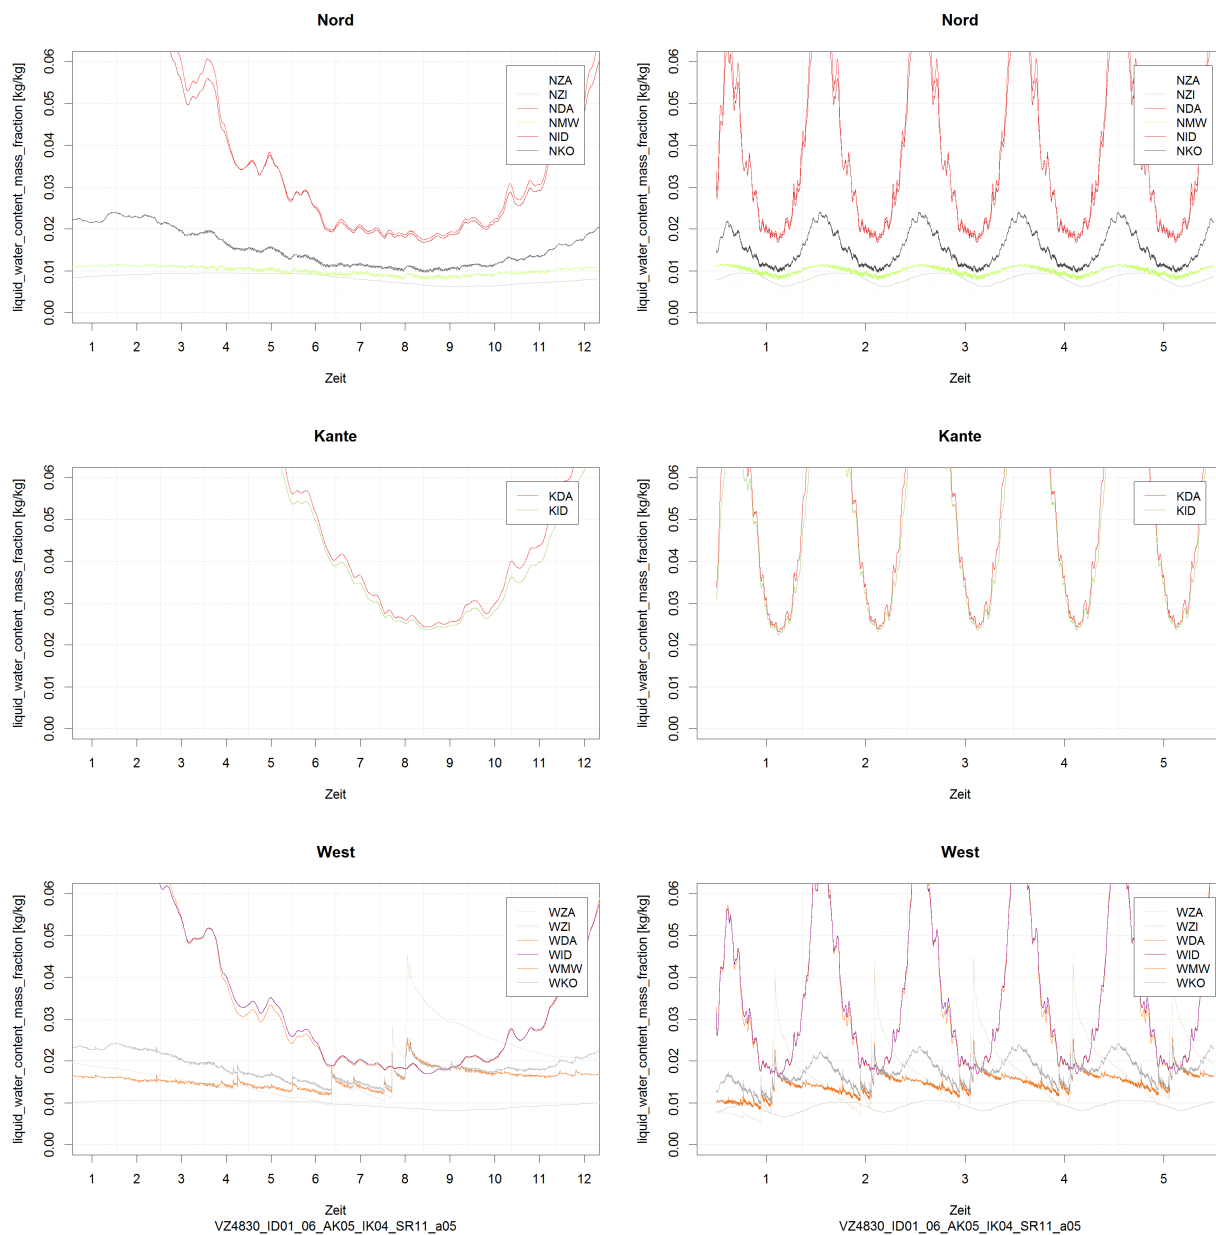 Nord
liquid_water_content_mass_fraction [kg/kg]
0.00 0.01 0.02 0.03 0.04 0.05 0.06
NZA
NZI
NDA
NMW
NID
NKO
1 2 3 4 5 6 7 8 9 10 11 12
Zeit
Nord
liquid_water_content_mass_fraction [kg/kg]
0.00 0.01 0.02 0.03 0.04 0.05 0.06
NZA
NZI
NDA
NMW
NID
NKO
1 2 3 4 5
Zeit
Kante
liquid_water_content_mass_fraction [kg/kg]
0.00 0.01 0.02 0.03 0.04 0.05 0.06
KDA
KID
1 2 3 4 5 6 7 8 9 10 11 12
Zeit
Kante
liquid_water_content_mass_fraction [kg/kg]
0.00 0.01 0.02 0.03 0.04 0.05 0.06
KDA
KID
1 2 3 4 5
Zeit
West
liquid_water_content_mass_fraction [kg/kg]
0.00 0.01 0.02 0.03 0.04 0.05 0.06
WZA
WZI
WDA
WID
WMW
WKO
1 2 3 4 5 6 7 8 9 10 11 12
Zeit
VZ4830_ID01_06_AK05_IK04_SR11_a05
West
liquid_water_content_mass_fraction [kg/kg]
0.00 0.01 0.02 0.03 0.04 0.05 0.06
WZA
WZI
WDA
WID
WMW
WKO
1 2 3 4 5
Zeit
VZ4830_ID01_06_AK05_IK04_SR11_a05